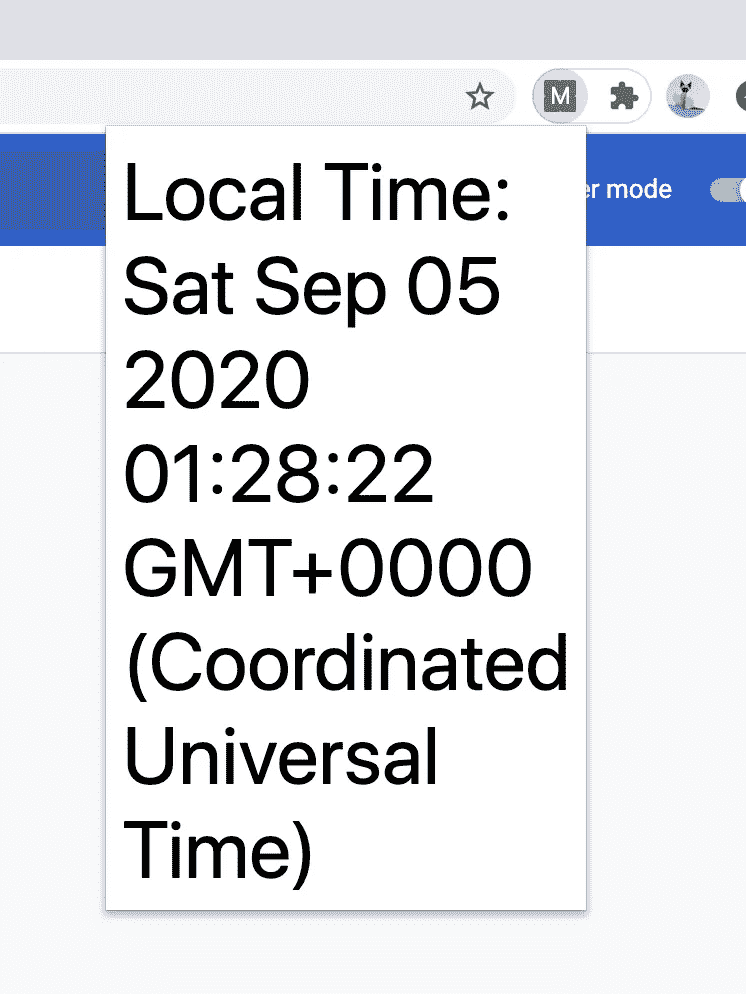 M
er mode
Local Time:
Sat Sep 05
2020
01:28:22
GMT+0000
(Coordinated
Universal
Time)